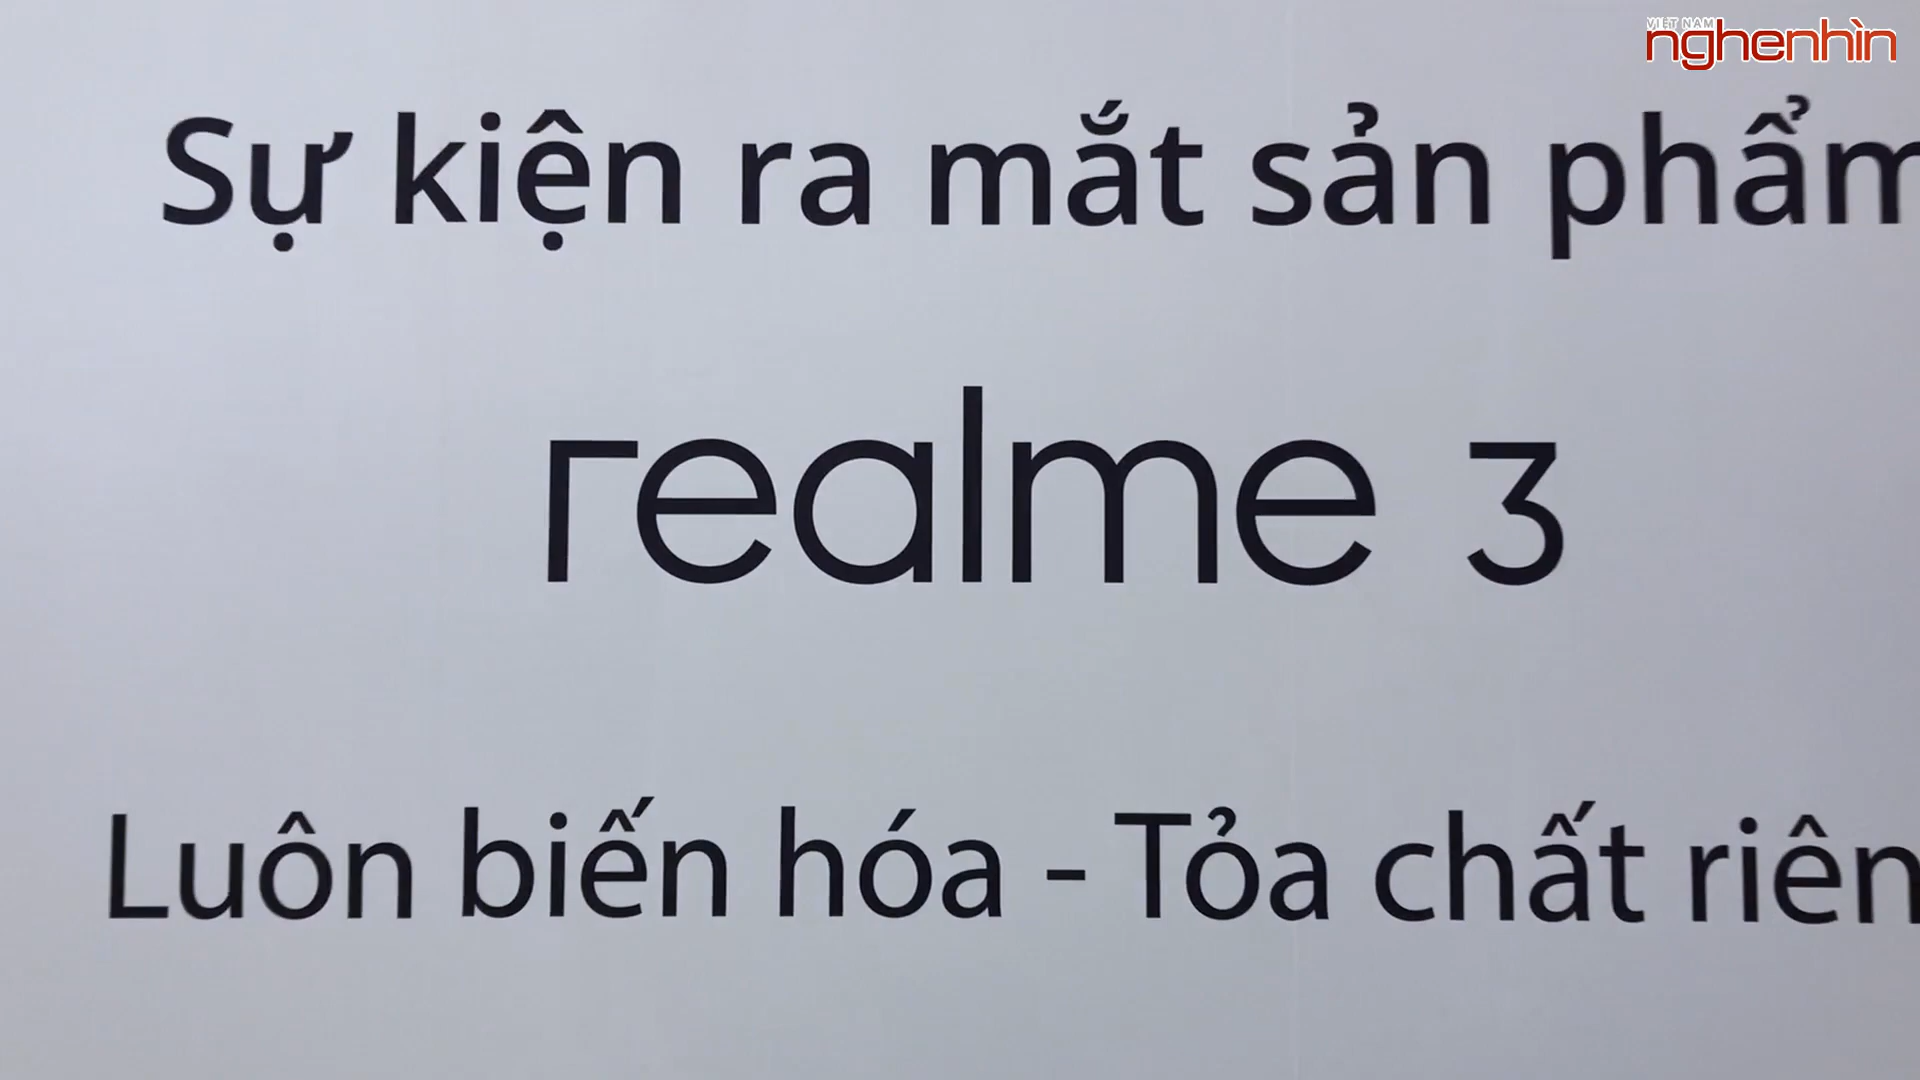 VIỆT NAM
nghenhìn
Sự kiện ra mắt sản phẩm
realme 3
Luôn biến hóa - Tỏa chất riên